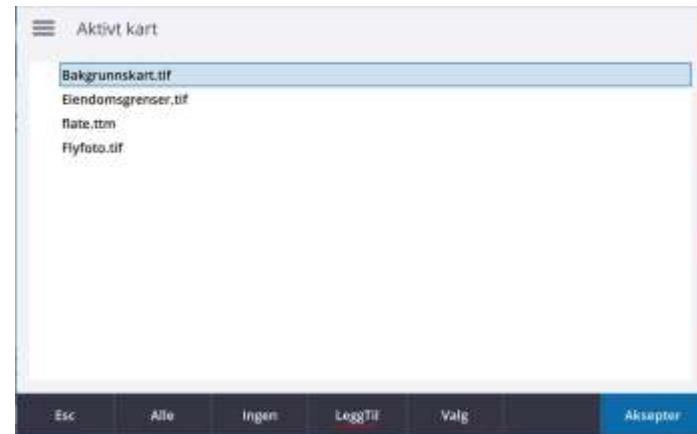 Aktivt kart
Bakgrunnskart.tif
Eiendomsgrenser.tif
flate.ttm
Flyfoto.tif
Esc Alle Ingen LeggTil Valg Aksepter